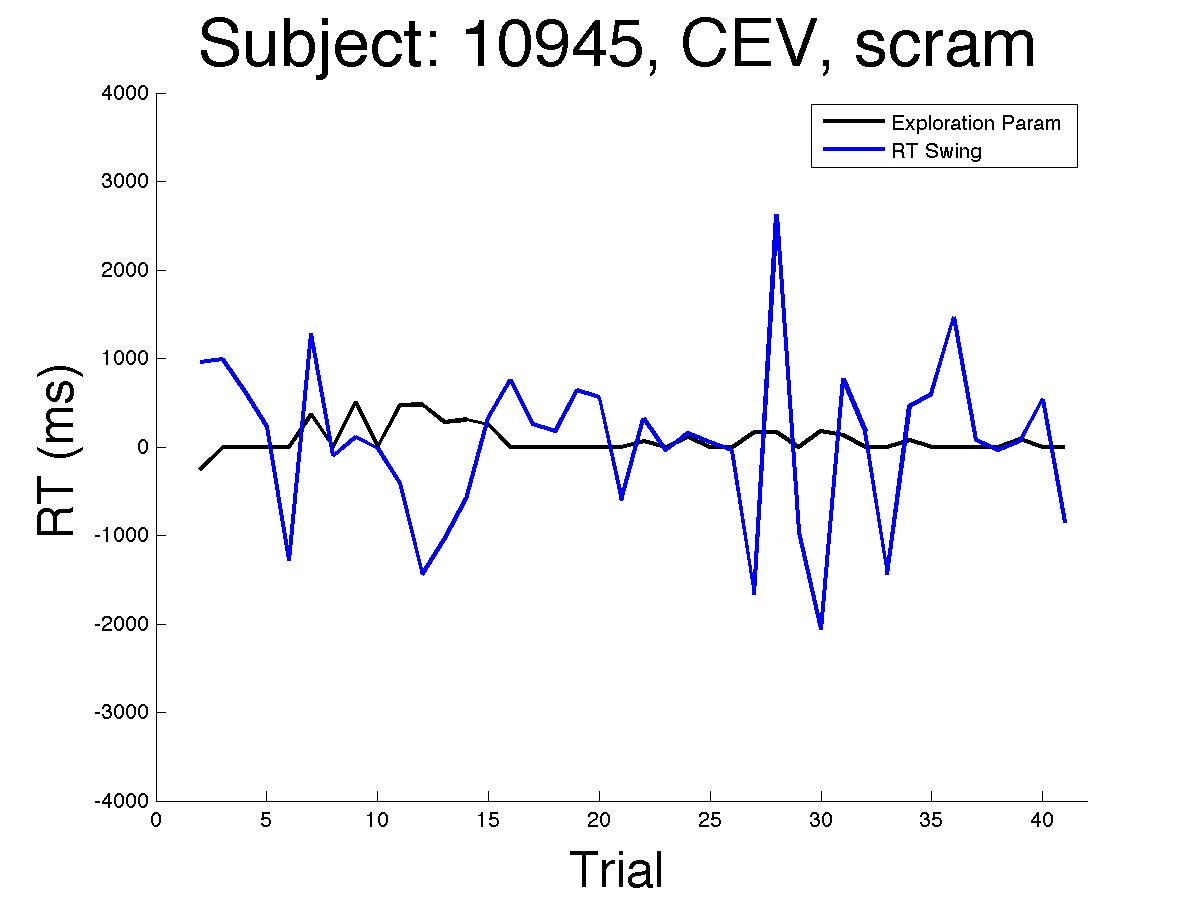 Subject: 10945, CEV, scram
Exploration Param
RT Swing
4000
3000
2000
1000
0
-1000
-2000
-3000
-4000
RT (ms)
0 5 10 15 20 25 30 35 40
Trial